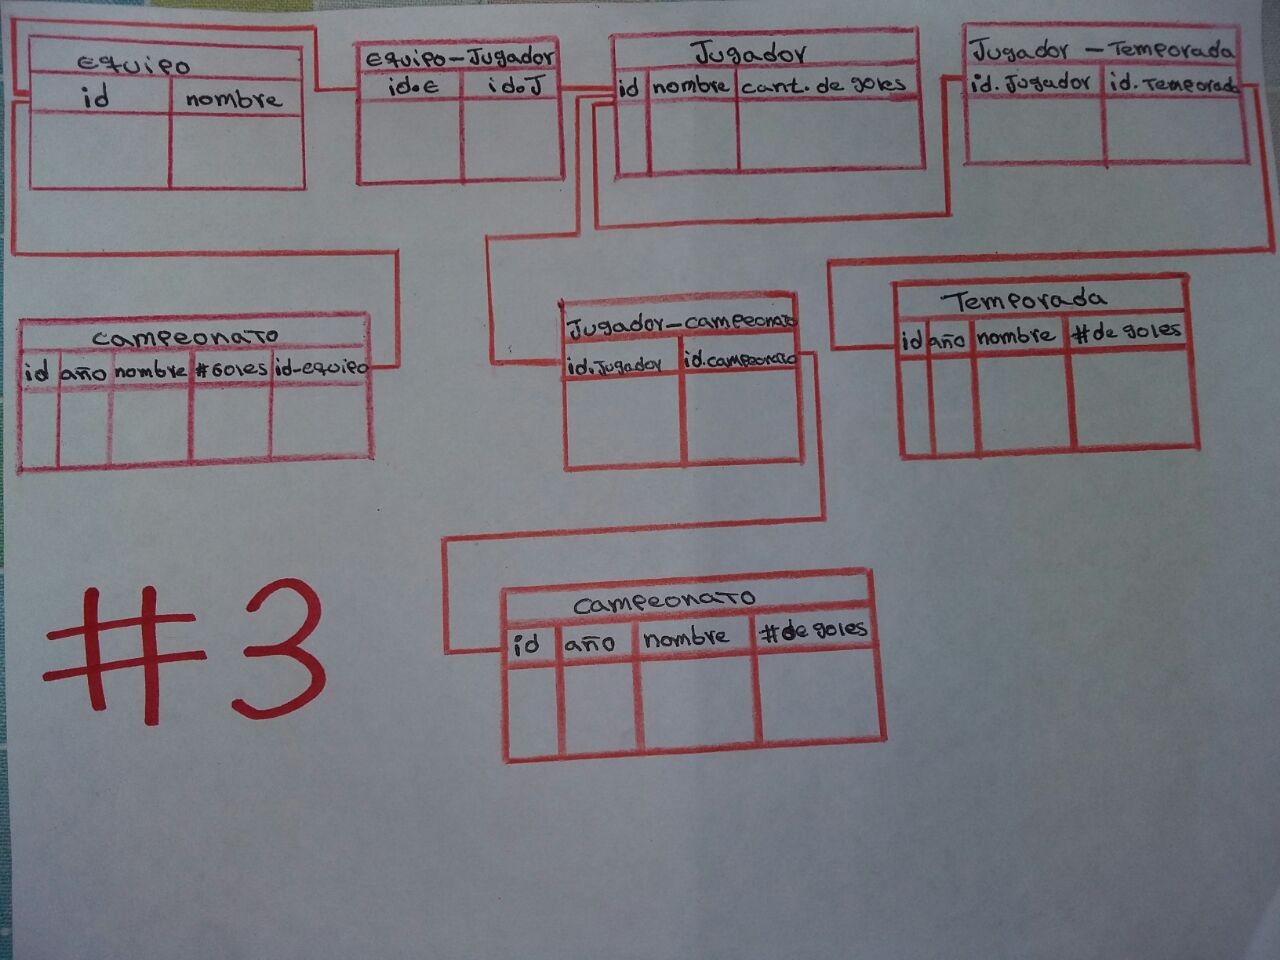 equipo
id nombre
equipo-Jugador
id.E id.J
Jugador
id nombre cant. de goles
Jugador - Temporada
id.Jugador id.Temporada
campeonato
id año nombre #Goles id-equipo
Jugador-campeonato
id.Jugador id.campeonato
Temporada
id año nombre #de goles
#3
campeonato
id año nombre #de goles